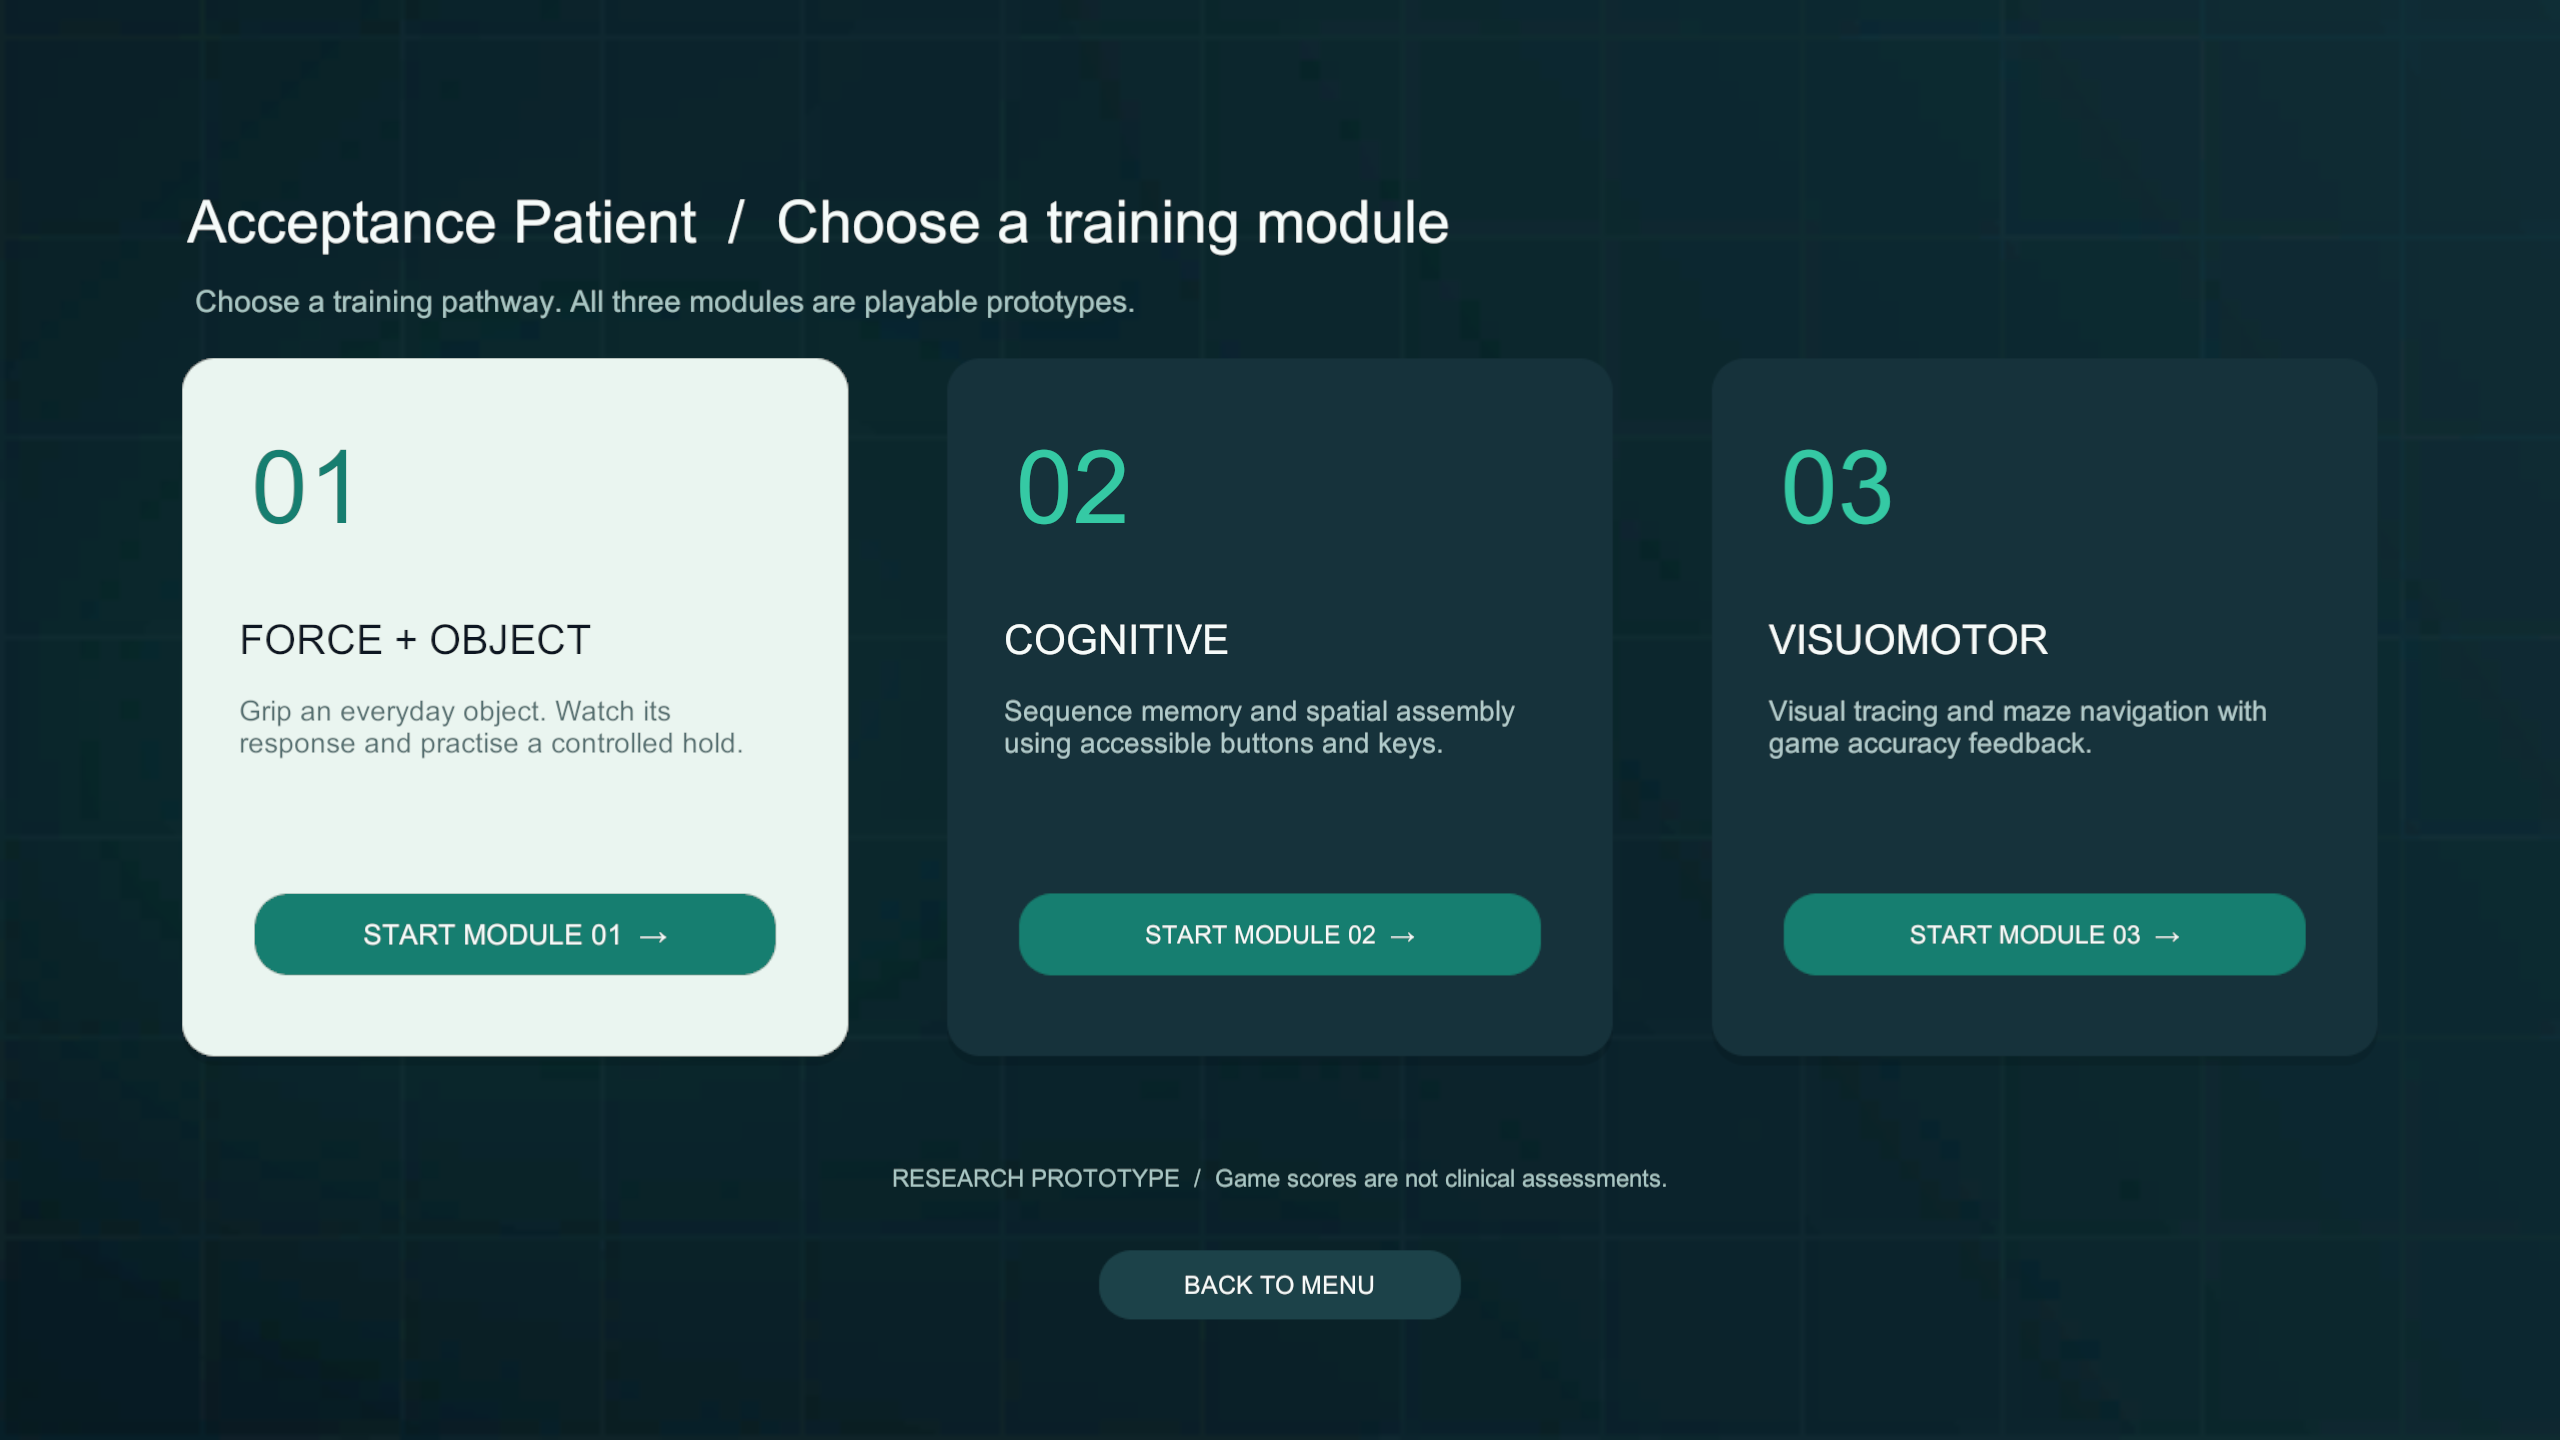 Acceptance Patient / Choose a training module
Choose a training pathway. All three modules are playable prototypes.
01
FORCE + OBJECT
Grip an everyday object. Watch its
response and practise a controlled hold.
START MODULE 01 →
02
COGNITIVE
Sequence memory and spatial assembly
using accessible buttons and keys.
START MODULE 02 →
03
VISUOMOTOR
Visual tracing and maze navigation with
game accuracy feedback.
START MODULE 03 →
RESEARCH PROTOTYPE / Game scores are not clinical assessments.
BACK TO MENU